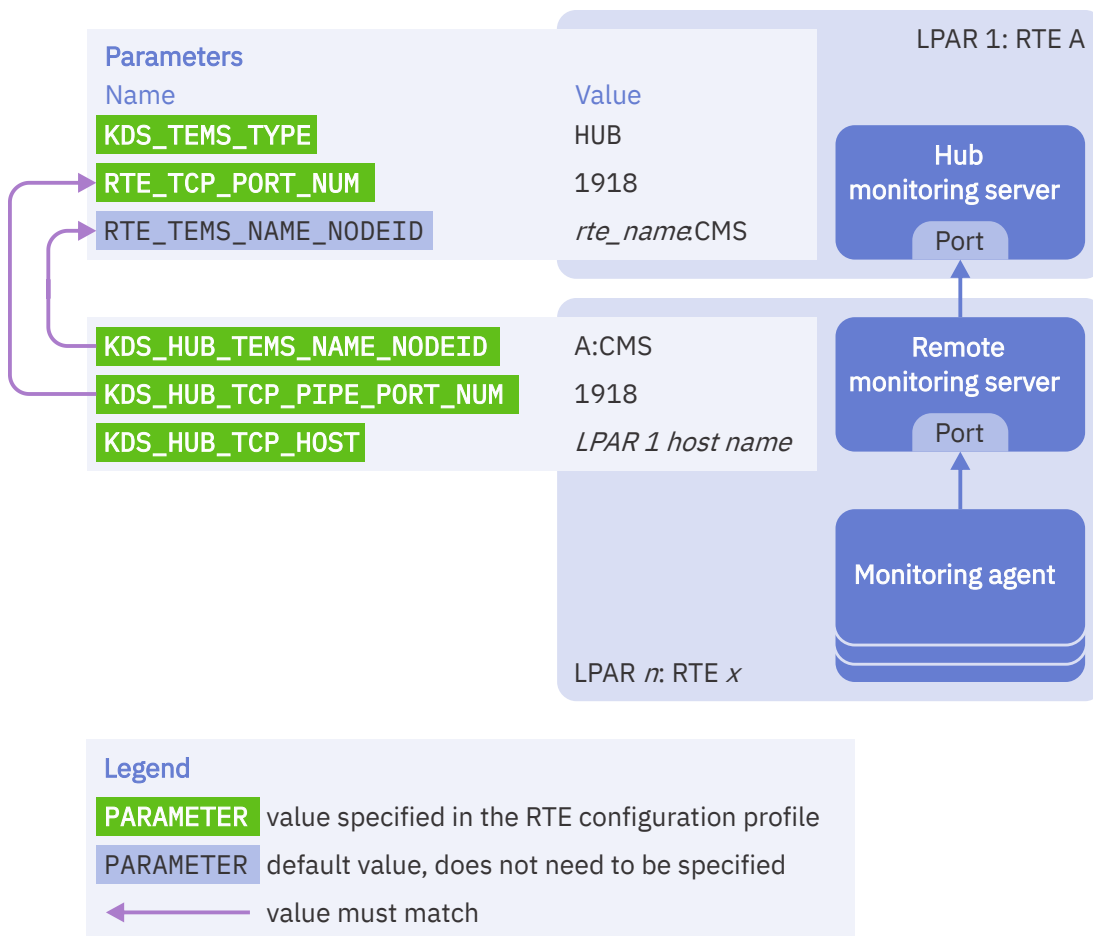 LPAR 1: RTE A
Parameters
Name Value
KDS_TEMS_TYPE HUB
RTE_TCP_PORT_NUM 1918
RTE_TEMS_NAME_NODEID rte_name:CMS
Hub
monitoring server
Port
KDS_HUB_TEMS_NAME_NODEID A:CMS
KDS_HUB_TCP_PIPE_PORT_NUM 1918
KDS_HUB_TCP_HOST LPAR 1 host name
Remote
monitoring server
Port
Monitoring agent
LPAR n: RTE x
Legend
PARAMETER value specified in the RTE configuration profile
PARAMETER default value, does not need to be specified
value must match